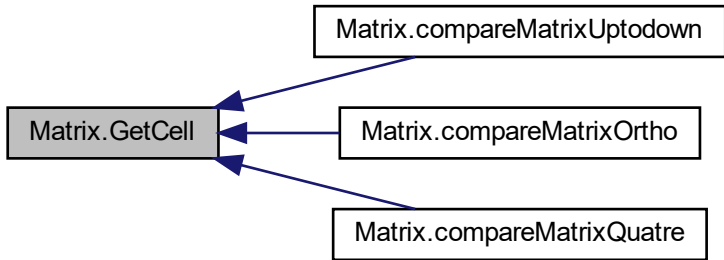 Matrix.compareMatrixUptodown
Matrix.GetCell
Matrix.compareMatrixOrtho
Matrix.compareMatrixQuatre